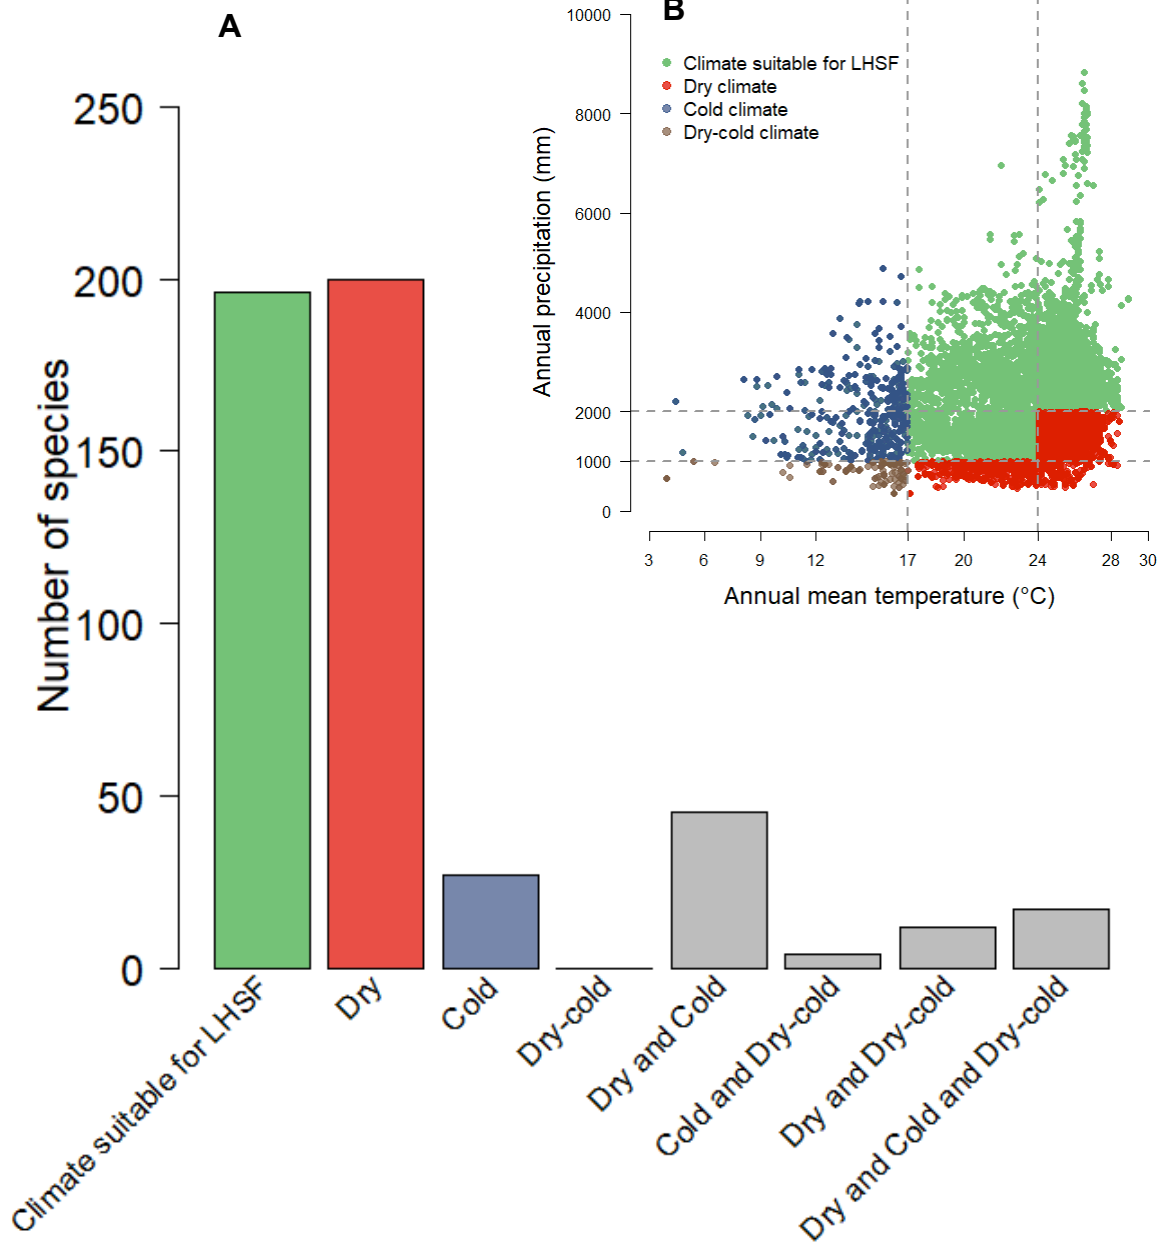 A
250
200
150
100
50
0
Number of species
Climate suitable for LHSF
Dry
Cold
Dry-cold
Dry and Cold
Cold and Dry-cold
Dry and Dry-cold
Dry and Cold and Dry-cold
B
10000
8000
6000
4000
2000
1000
0
Annual precipitation (mm)
Climate suitable for LHSF
Dry climate
Cold climate
Dry-cold climate
3 6 9 12 17 20 24 28 30
Annual mean temperature (°C)